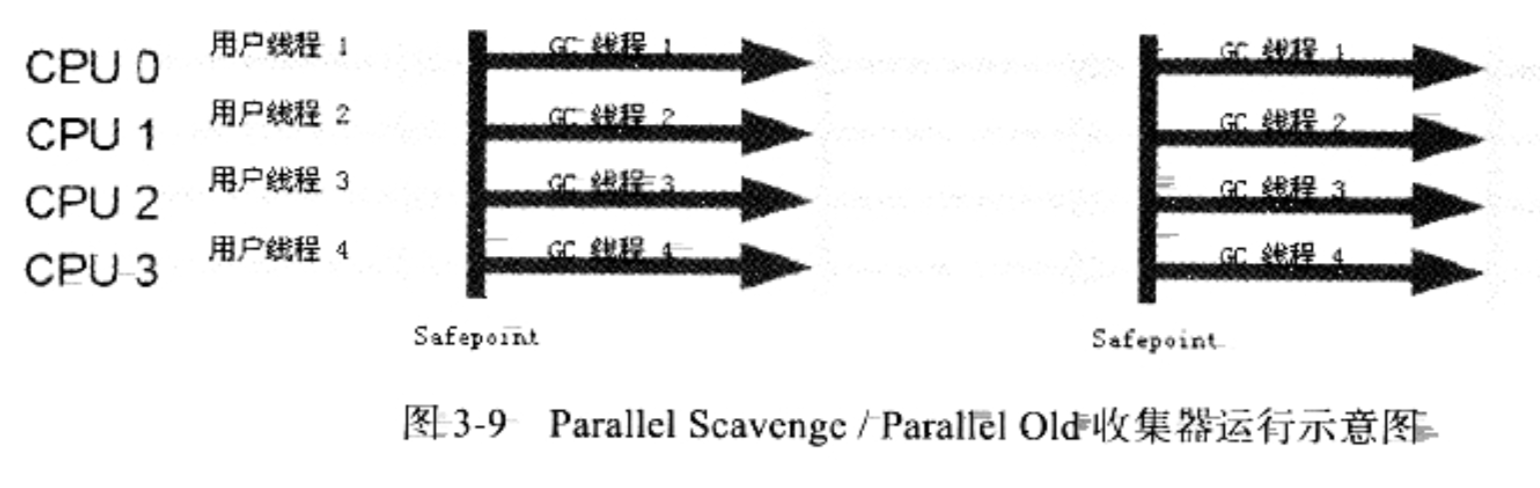 CPU 0 用户线程 1 GC 线程 1 GC 线程 1
CPU 1 用户线程 2 GC 线程 2 GC 线程 2
CPU 2 用户线程 3 GC 线程 3 GC 线程 3
CPU 3 用户线程 4 GC 线程 4 GC 线程 4
Safepoint Safepoint
图 3-9 Parallel Scavenge / Parallel Old 收集器运行示意图